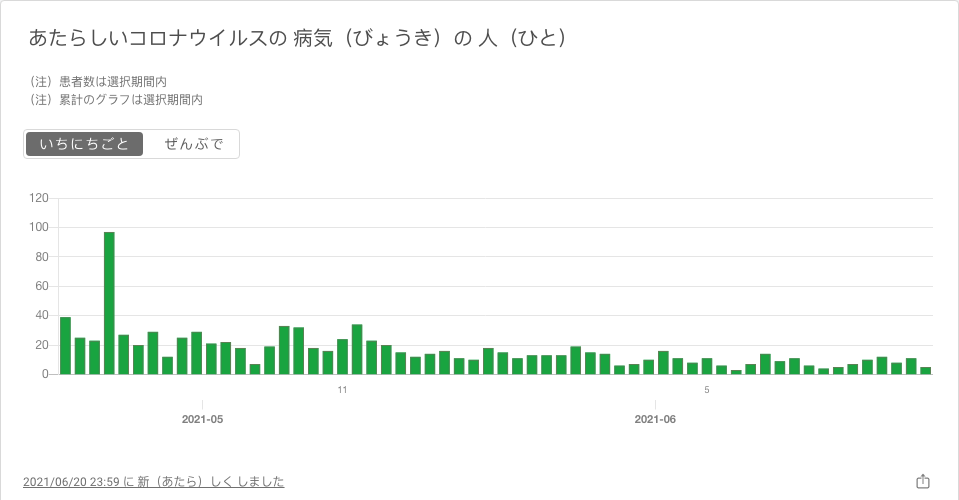 あたらしいコロナウイルスの 病気（びょうき）の 人（ひと）
（注）患者数は選択期間内
（注）累計のグラフは選択期間内
いちにちごと ぜんぶで
120
100
80
60
40
20
0
11 5
2021-05 2021-06
2021/06/20 23:59 に 新（あたら）しく しました